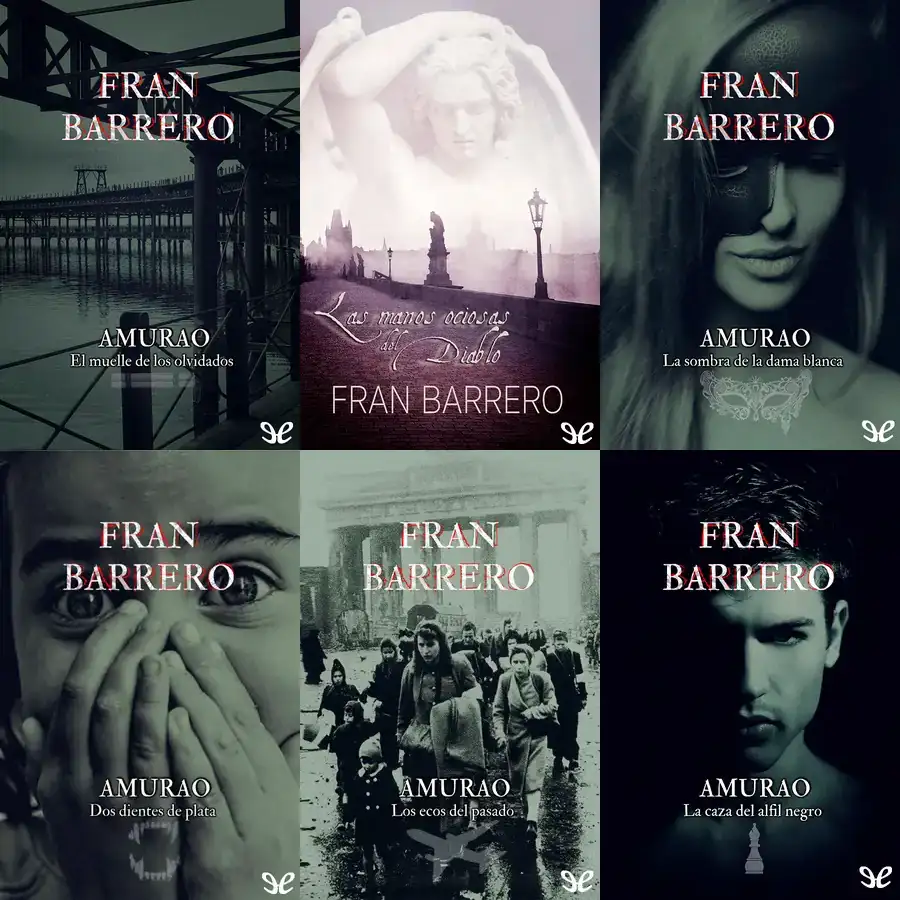 FRAN
BARRERO
AMURAO
El muelle de los olvidados
Las manos ociosas
del Diablo
FRAN BARRERO
FRAN
BARRERO
AMURAO
La sombra de la dama blanca
FRAN
BARRERO
AMURAO
Dos dientes de plata
FRAN
BARRERO
AMURAO
Los ecos del pasado
FRAN
BARRERO
AMURAO
La caza del alfil negro